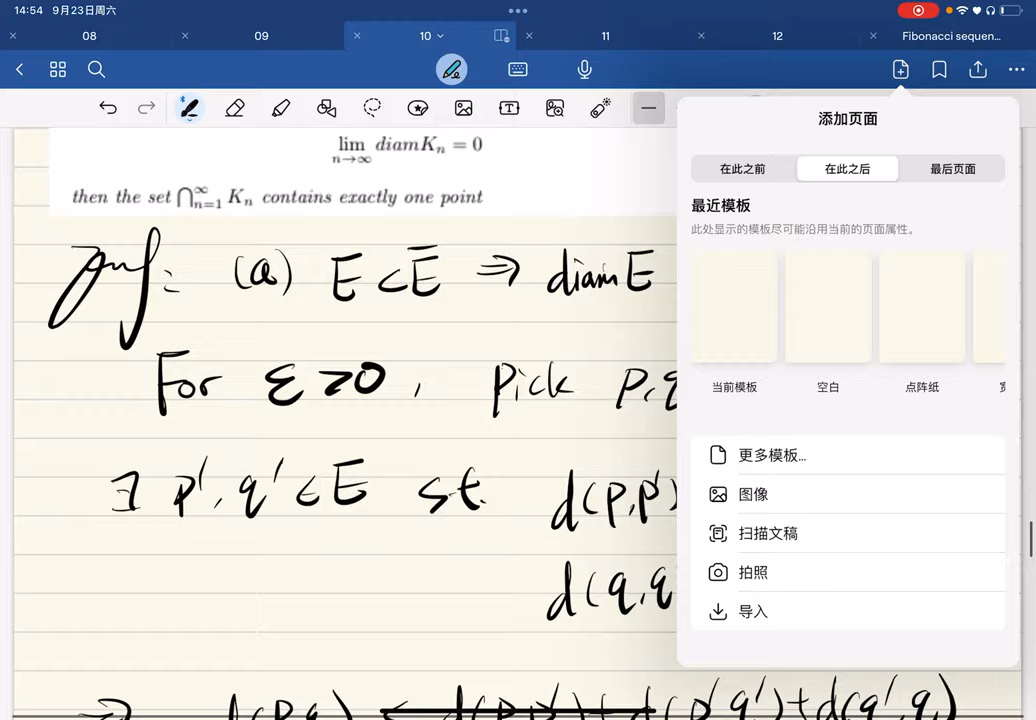 14:54 9月23日周六
08 09 10 11 12 Fibonacci sequen...
lim diamK_n = 0
n→∞
then the set ⋂_{n=1}^{∞} K_n contains exactly one point
(a) E ⊂ Ē ⇒ diam E
For ε>0, pick p,q
∃ p', q' ∈ E st. d(p,p')
d(q,q
⇒ d(p,q) ≤ d(p,p')+d(p'q')+d(q',q)
添加页面
在此之前 在此之后 最后页面
最近模板
此处显示的模板尽可能沿用当前的页面属性。
当前模板 空白 点阵纸
更多模板...
图像
扫描文稿
拍照
导入